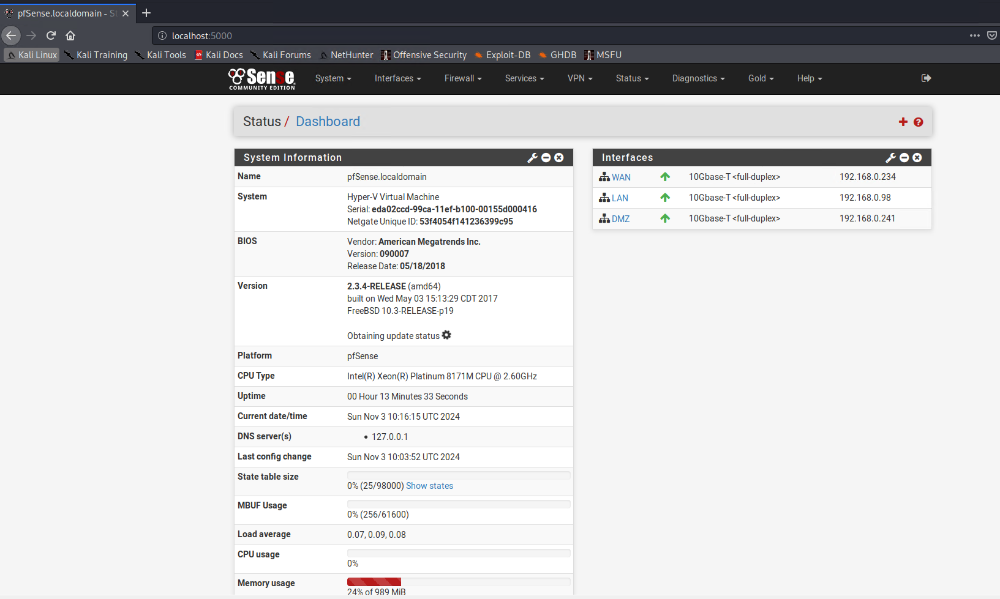 pfSense.localdomain - St
localhost:5000
Kali Linux Kali Training Kali Tools Kali Docs Kali Forums NetHunter Offensive Security Exploit-DB GHDB MSFU
Sense System Interfaces Firewall Services VPN Status Diagnostics Gold Help
COMMUNITY EDITION
Status / Dashboard
System Information
Name pfSense.localdomain
System Hyper-V Virtual Machine
Serial: eda02ccd-99ca-11ef-b100-00155d000416
Netgate Unique ID: 53f4054f141236399c95
BIOS Vendor: American Megatrends Inc.
Version: 090007
Release Date: 05/18/2018
Version 2.3.4-RELEASE (amd64)
built on Wed May 03 15:13:29 CDT 2017
FreeBSD 10.3-RELEASE-p19
Obtaining update status
Platform pfSense
CPU Type Intel(R) Xeon(R) Platinum 8171M CPU @ 2.60GHz
Uptime 00 Hour 13 Minutes 33 Seconds
Current date/time Sun Nov 3 10:16:15 UTC 2024
DNS server(s) • 127.0.0.1
Last config change Sun Nov 3 10:03:52 UTC 2024
State table size
0% (25/98000) Show states
MBUF Usage
0% (256/61600)
Load average 0.07, 0.09, 0.08
CPU usage
0%
Memory usage
24% of 989 MiB
Interfaces
WAN 10Gbase-T <full-duplex> 192.168.0.234
LAN 10Gbase-T <full-duplex> 192.168.0.98
DMZ 10Gbase-T <full-duplex> 192.168.0.241